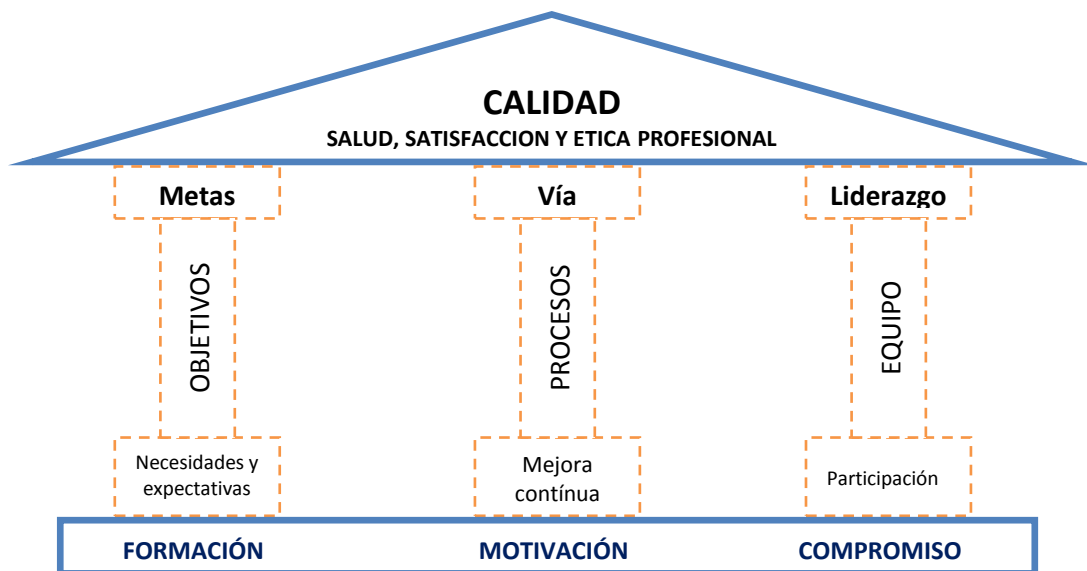 CALIDAD
SALUD, SATISFACCION Y ETICA PROFESIONAL
Metas
Vía
Liderazgo
OBJETIVOS
PROCESOS
EQUIPO
Necesidades y
expectativas
Mejora
contínua
Participación
FORMACIÓN
MOTIVACIÓN
COMPROMISO